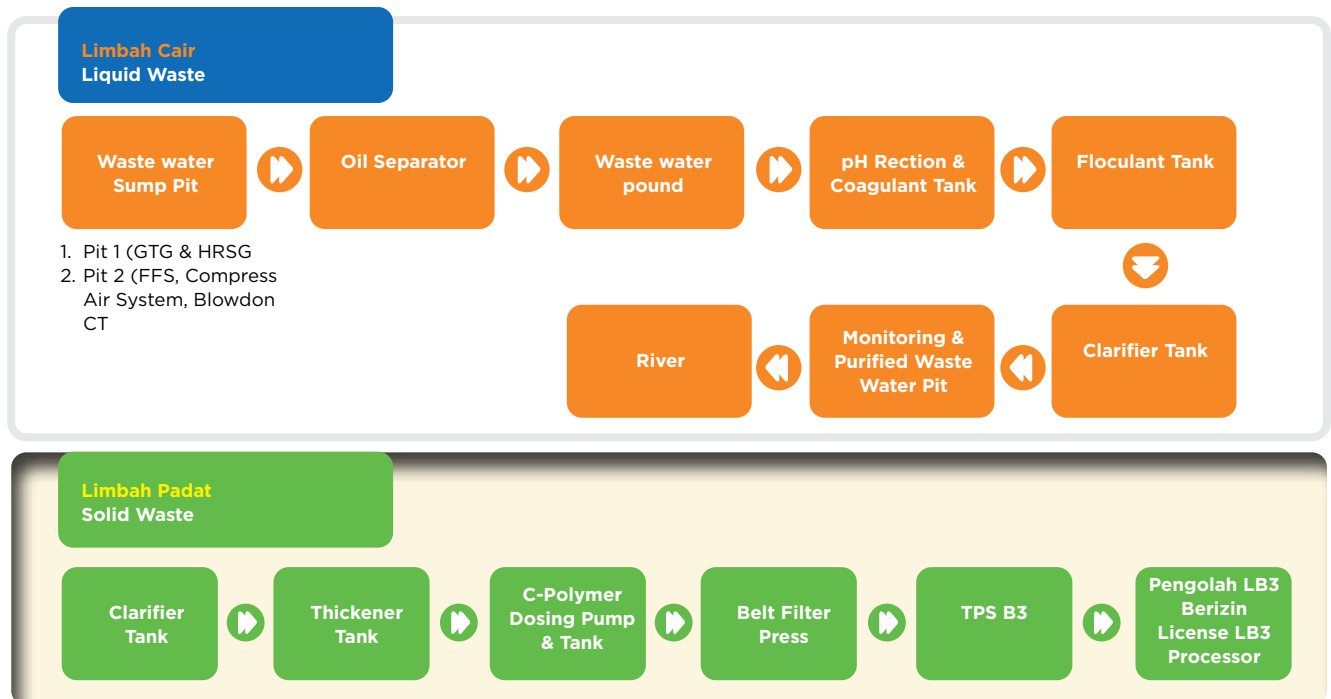 Limbah Cair
Liquid Waste
Waste water
Sump Pit
Oil Separator
Waste water
pound
pH Rection &
Coagulant Tank
Floculant Tank
1. Pit 1 (GTG & HRSG
2. Pit 2 (FFS, Compress
Air System, Blowdon
CT
River
Monitoring &
Purified Waste
Water Pit
Clarifier Tank
Limbah Padat
Solid Waste
Clarifier
Tank
Thickener
Tank
C-Polymer
Dosing Pump
& Tank
Belt Filter
Press
TPS B3
Pengolah LB3
Berizin
License LB3
Processor